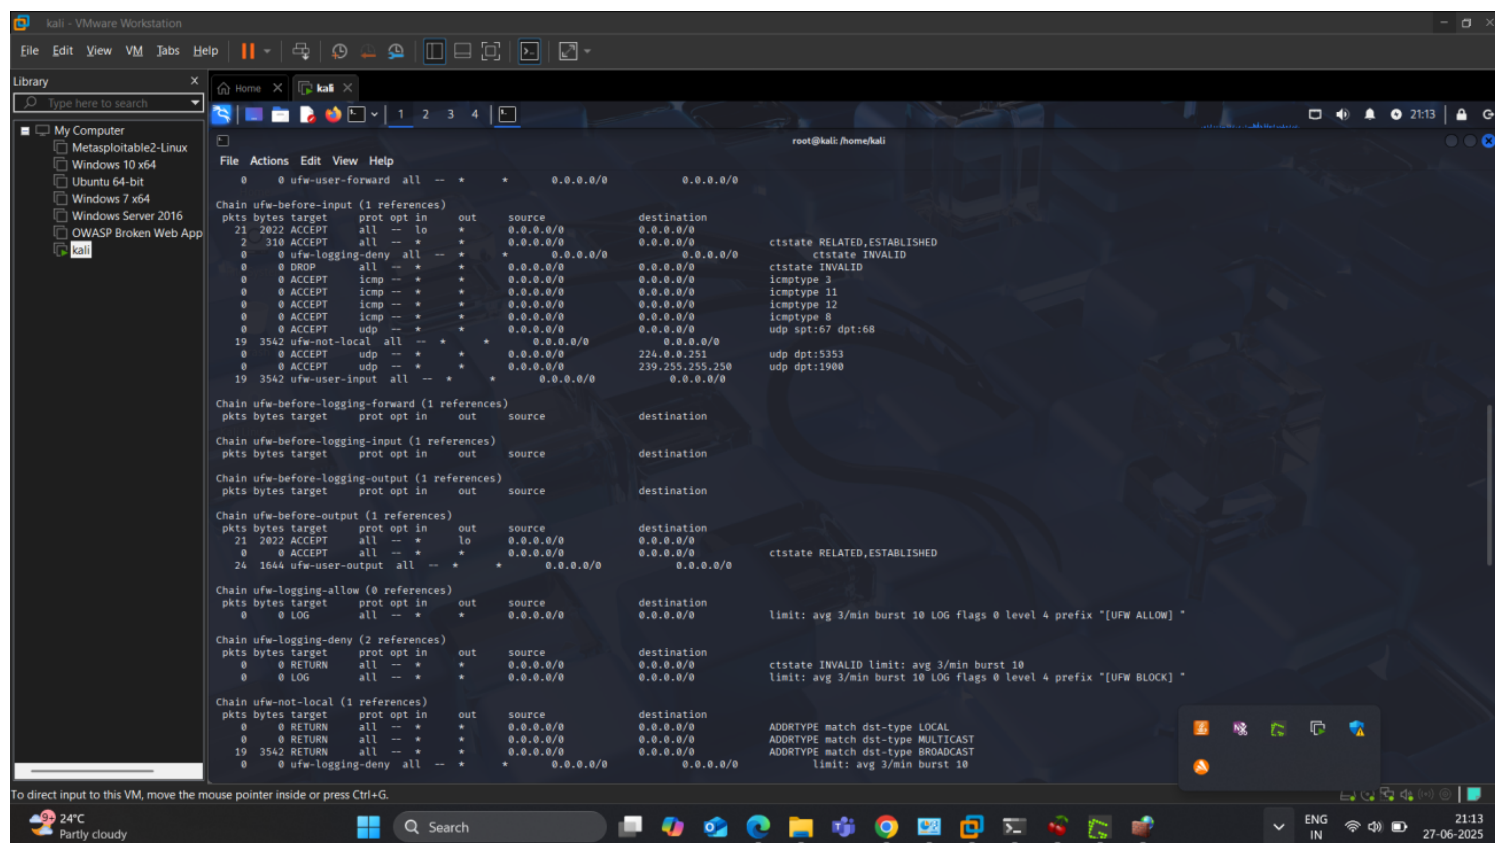 kali - VMware Workstation
File Edit View VM Tabs Help
Library X
Type here to search
My Computer
Metasploitable2-Linux
Windows 10 x64
Ubuntu 64-bit
Windows 7 x64
Windows Server 2016
OWASP Broken Web App
kali
Home X kali X
1 2 3 4 21:13
root@kali: /home/kali
File Actions Edit View Help
0 0 ufw-user-forward all -- * * 0.0.0.0/0 0.0.0.0/0
Chain ufw-before-input (1 references)
pkts bytes target prot opt in out source destination
21 2022 ACCEPT all -- lo * 0.0.0.0/0 0.0.0.0/0
2 310 ACCEPT all -- * * 0.0.0.0/0 0.0.0.0/0 ctstate RELATED,ESTABLISHED
0 0 ufw-logging-deny all -- * * 0.0.0.0/0 0.0.0.0/0 ctstate INVALID
0 0 DROP all -- * * 0.0.0.0/0 0.0.0.0/0 ctstate INVALID
0 0 ACCEPT icmp -- * * 0.0.0.0/0 0.0.0.0/0 icmptype 3
0 0 ACCEPT icmp -- * * 0.0.0.0/0 0.0.0.0/0 icmptype 11
0 0 ACCEPT icmp -- * * 0.0.0.0/0 0.0.0.0/0 icmptype 12
0 0 ACCEPT icmp -- * * 0.0.0.0/0 0.0.0.0/0 icmptype 8
0 0 ACCEPT udp -- * * 0.0.0.0/0 0.0.0.0/0 udp spt:67 dpt:68
19 3542 ufw-not-local all -- * * 0.0.0.0/0 0.0.0.0/0
0 0 ACCEPT udp -- * * 0.0.0.0/0 224.0.0.251 udp dpt:5353
0 0 ACCEPT udp -- * * 0.0.0.0/0 239.255.255.250 udp dpt:1900
19 3542 ufw-user-input all -- * * 0.0.0.0/0 0.0.0.0/0
Chain ufw-before-logging-forward (1 references)
pkts bytes target prot opt in out source destination
Chain ufw-before-logging-input (1 references)
pkts bytes target prot opt in out source destination
Chain ufw-before-logging-output (1 references)
pkts bytes target prot opt in out source destination
Chain ufw-before-output (1 references)
pkts bytes target prot opt in out source destination
21 2022 ACCEPT all -- * lo 0.0.0.0/0 0.0.0.0/0
0 0 ACCEPT all -- * * 0.0.0.0/0 0.0.0.0/0 ctstate RELATED,ESTABLISHED
24 1644 ufw-user-output all -- * * 0.0.0.0/0 0.0.0.0/0
Chain ufw-logging-allow (0 references)
pkts bytes target prot opt in out source destination
0 0 LOG all -- * * 0.0.0.0/0 0.0.0.0/0 limit: avg 3/min burst 10 LOG flags 0 level 4 prefix "[UFW ALLOW] "
Chain ufw-logging-deny (2 references)
pkts bytes target prot opt in out source destination
0 0 RETURN all -- * * 0.0.0.0/0 0.0.0.0/0 ctstate INVALID limit: avg 3/min burst 10
0 0 LOG all -- * * 0.0.0.0/0 0.0.0.0/0 limit: avg 3/min burst 10 LOG flags 0 level 4 prefix "[UFW BLOCK] "
Chain ufw-not-local (1 references)
pkts bytes target prot opt in out source destination
0 0 RETURN all -- * * 0.0.0.0/0 0.0.0.0/0 ADDRTYPE match dst-type LOCAL
0 0 RETURN all -- * * 0.0.0.0/0 0.0.0.0/0 ADDRTYPE match dst-type MULTICAST
19 3542 RETURN all -- * * 0.0.0.0/0 0.0.0.0/0 ADDRTYPE match dst-type BROADCAST
0 0 ufw-logging-deny all -- * * 0.0.0.0/0 0.0.0.0/0 limit: avg 3/min burst 10
To direct input to this VM, move the mouse pointer inside or press Ctrl+G.
9+ 24°C
Partly cloudy
Search
ENG
IN
21:13
27-06-2025